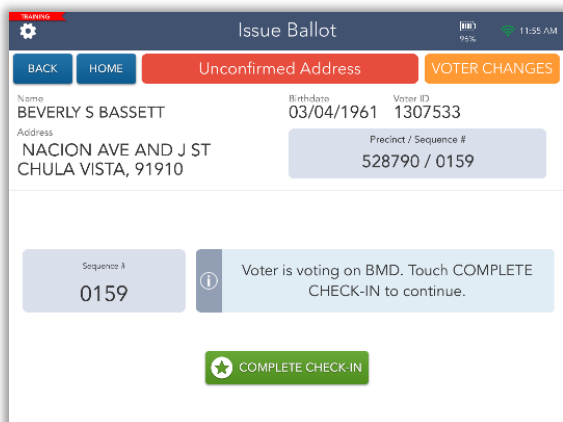 TRAINING
Issue Ballot
95%
11:55 AM
BACK
HOME
Unconfirmed Address
VOTER CHANGES
Name
BEVERLY S BASSETT
Birthdate
03/04/1961
Voter ID
1307533
Address
NACION AVE AND J ST
CHULA VISTA, 91910
Precinct / Sequence #
528790 / 0159
Sequence #
0159
Voter is voting on BMD. Touch COMPLETE
CHECK-IN to continue.
COMPLETE CHECK-IN